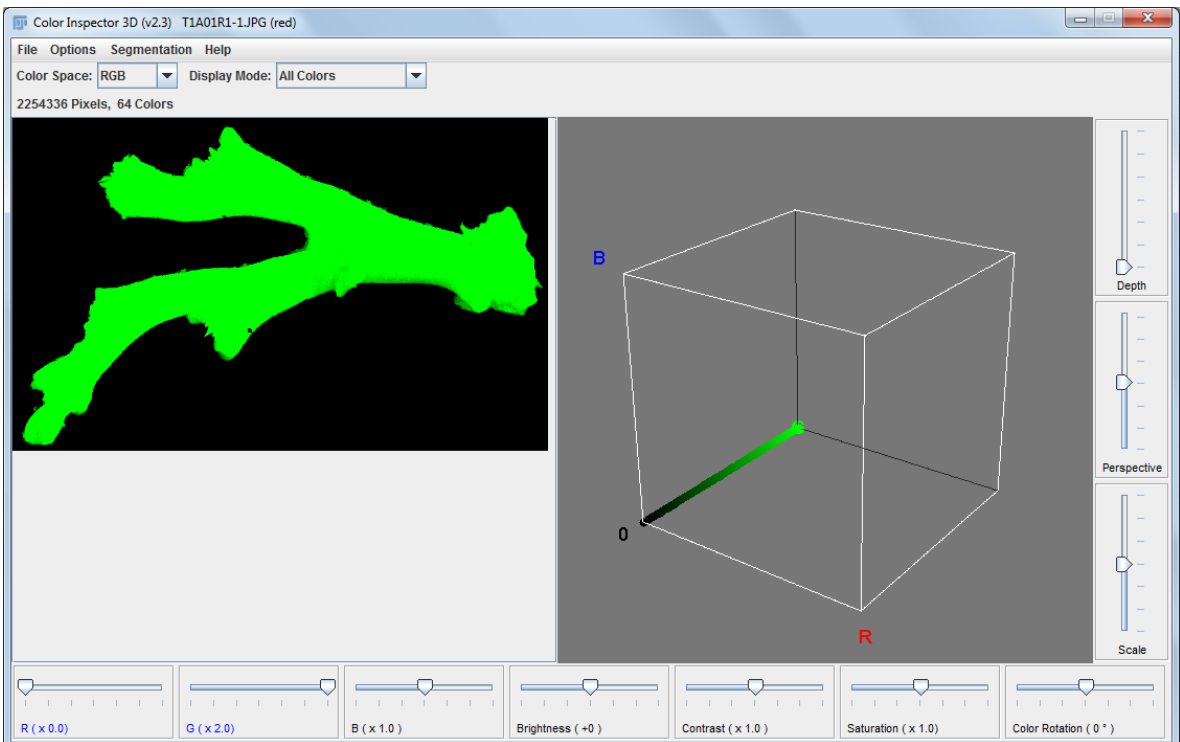 Color Inspector 3D (v2.3) T1A01R1-1.JPG (red)
File Options Segmentation Help
Color Space: RGB Display Mode: All Colors
2254336 Pixels, 64 Colors
B
0
R
Depth
Perspective
Scale
R ( x 0.0) G ( x 2.0) B ( x 1.0 ) Brightness ( +0 ) Contrast ( x 1.0 ) Saturation ( x 1.0) Color Rotation ( 0 ° )